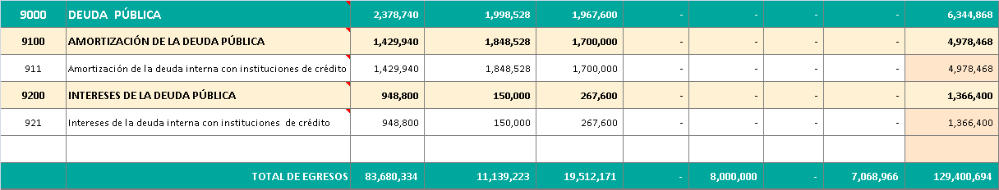 9000 DEUDA PÚBLICA 2,378,740 1,998,528 1,967,600 - - - - 6,344,868
9100 AMORTIZACIÓN DE LA DEUDA PÚBLICA 1,429,940 1,848,528 1,700,000 - - - - 4,978,468
911 Amortización de la deuda interna con instituciones de crédito 1,429,940 1,848,528 1,700,000 - - - - 4,978,468
9200 INTERESES DE LA DEUDA PÚBLICA 948,800 150,000 267,600 - - - - 1,366,400
921 Intereses de la deuda interna con instituciones de crédito 948,800 150,000 267,600 - - - - 1,366,400
TOTAL DE EGRESOS 83,680,334 11,139,223 19,512,171 - 8,000,000 - 7,068,966 129,400,694